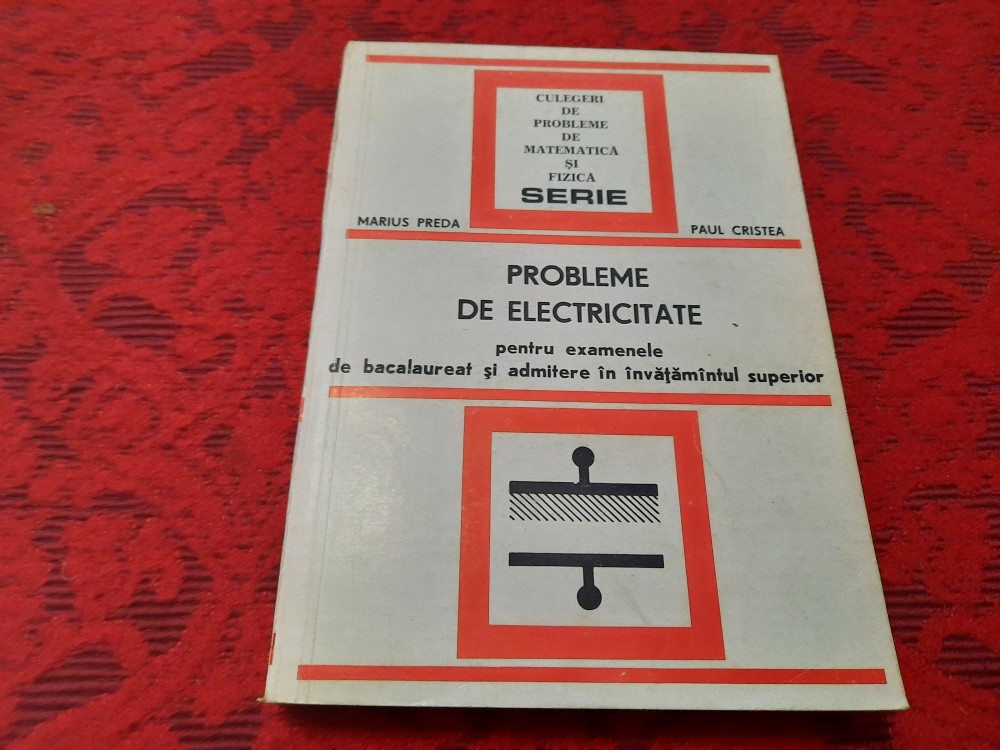 CULEGERI
DE
PROBLEME
DE
MATEMATICĂ
ŞI
FIZICĂ
SERIE
MARIUS PREDA
PAUL CRISTEA
PROBLEME
DE ELECTRICITATE
pentru examenele
de bacalaureat şi admitere în învăţămîntul superior